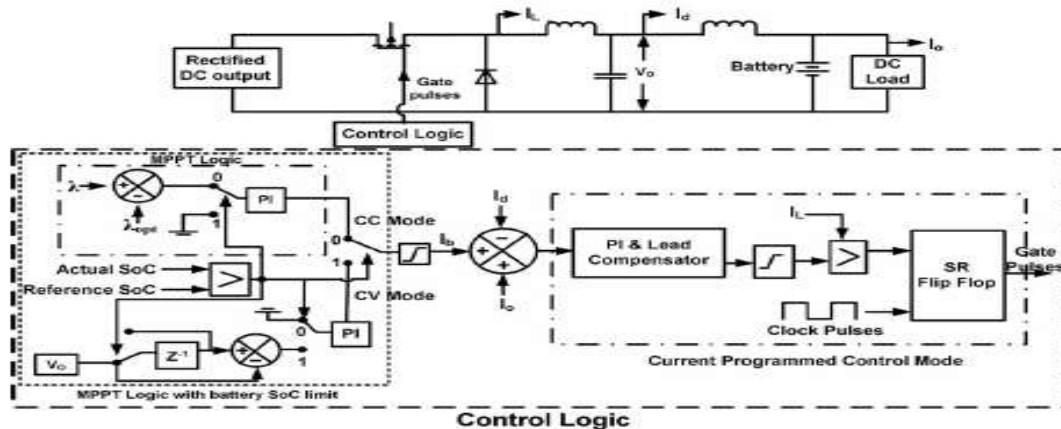 I_L
I_d
I_o
Rectified
DC output
Gate
pulses
V_o
Battery
DC
Load
Control Logic
MPPT Logic
λ
λ_opt
0
1
PI
CC Mode
0
1
I_b
I_d
I_o
PI & Lead
Compensator
I_L
>
SR
Flip Flop
Gate
Pulses
Clock Pulses
Actual SoC
Reference SoC
>
CV Mode
0
1
PI
V_o
Z^-1
Current Programmed Control Mode
MPPT Logic with battery SoC limit
Control Logic